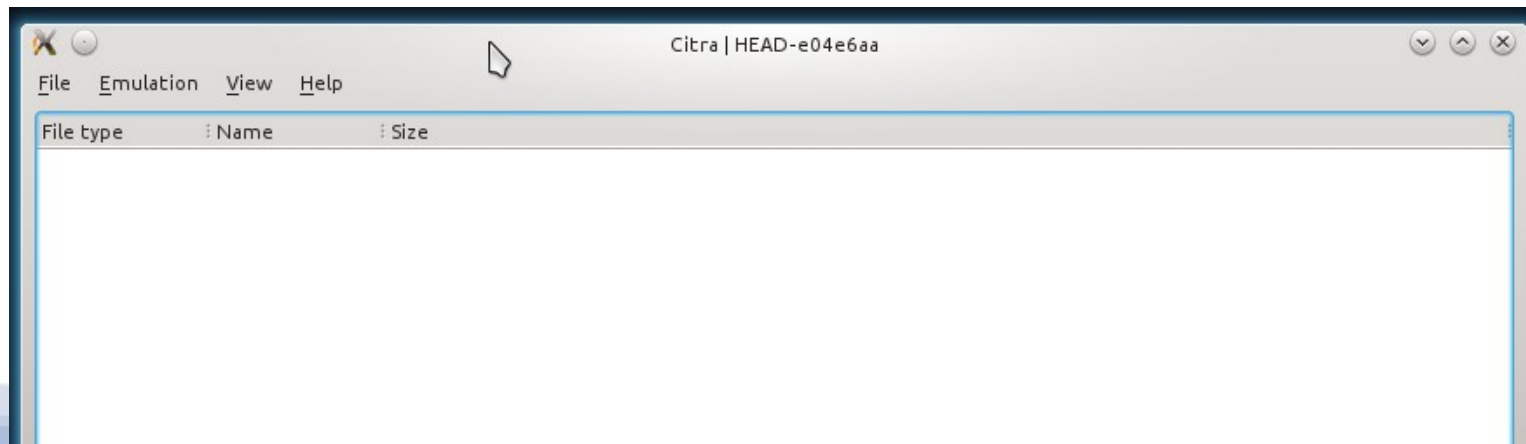 Citra | HEAD-e04e6aa
File Emulation View Help
File type Name Size